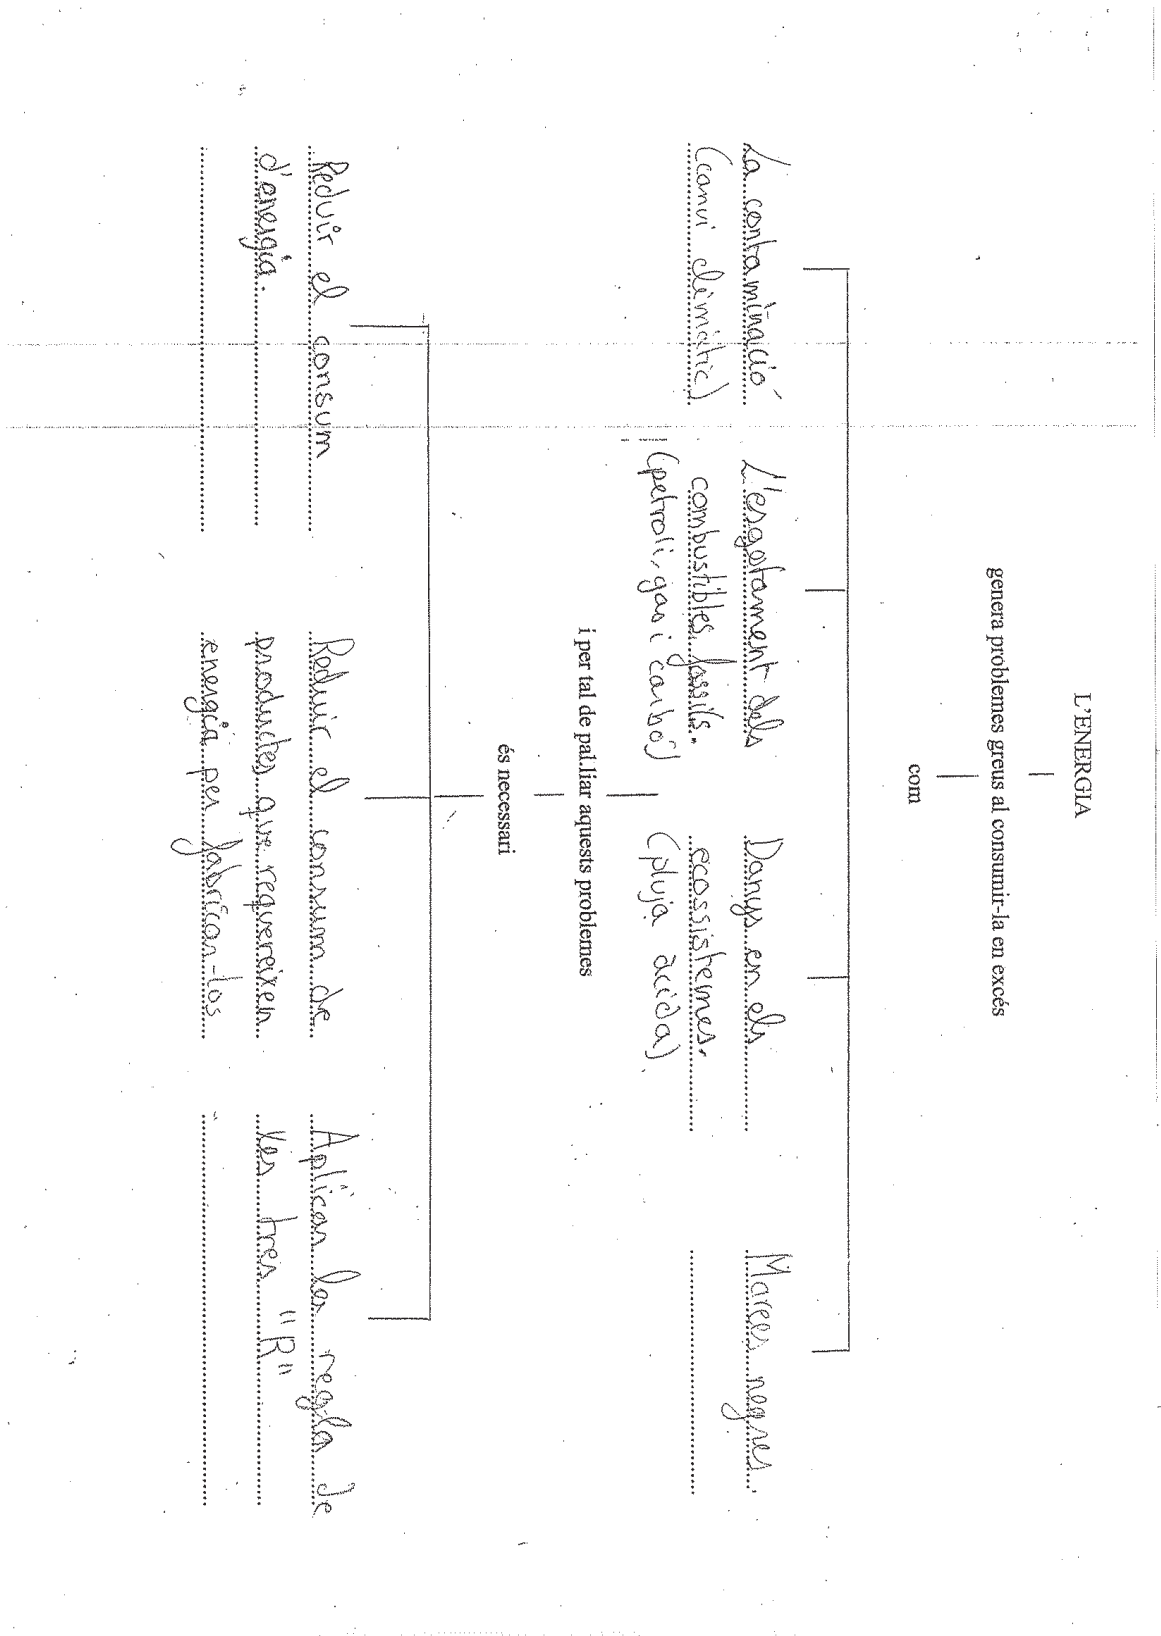 L'ENERGIA
genera problemes greus al consumir-la en excés
com
La contaminació
(canvi climàtic)
L'esgotament dels
combustibles fossils.
(petroli, gas i carbó)
Danys en els
ecossistemes.
(pluja àcida)
Marees negres.
i per tal de pal.liar aquests problemes
és necessari
Reduir el consum
d'energia.
Reduir el consum de
productes que requereixen
energia per fabricar-los
Aplicar la regla de
les tres "R"